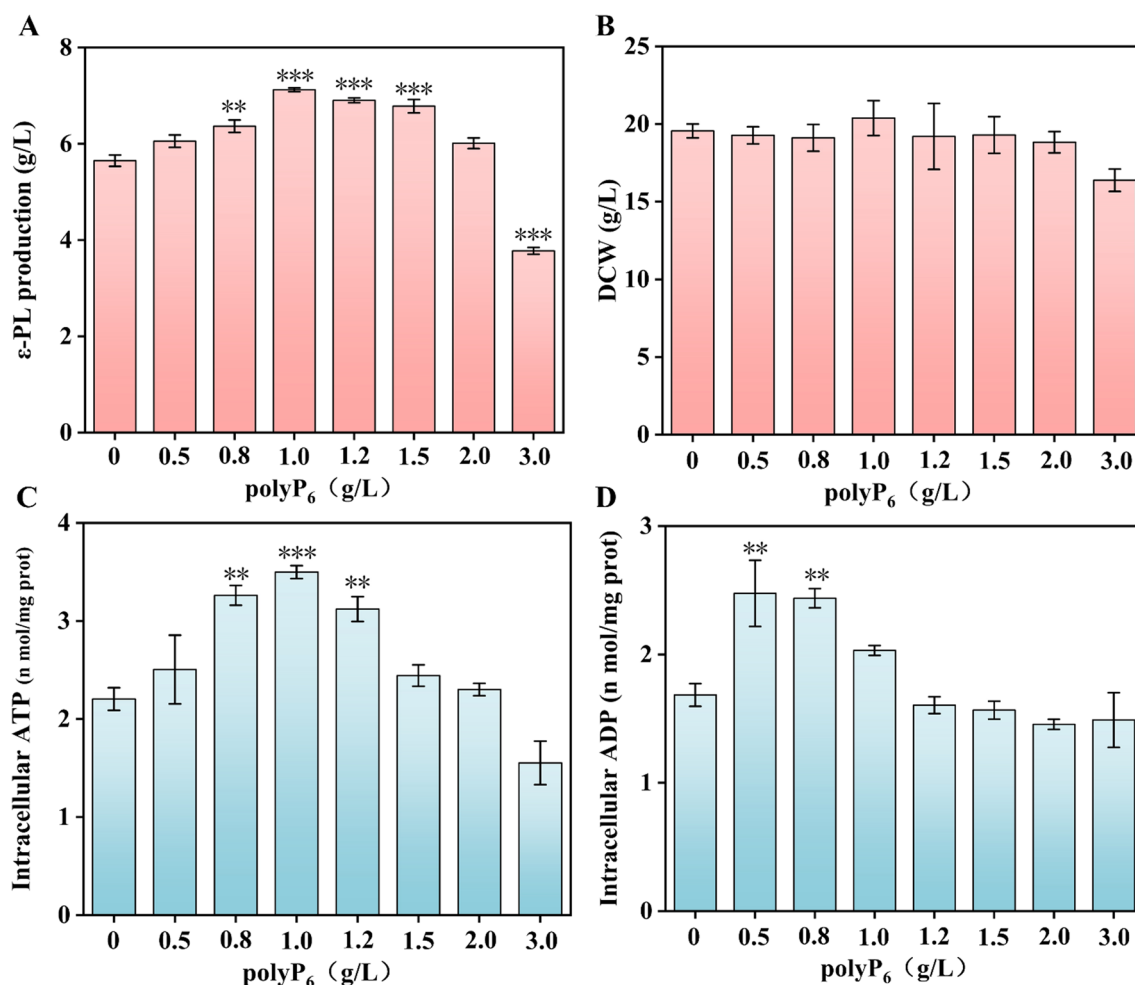 A
ε-PL production (g/L)
8
6
4
2
0
** *** *** *** ***
0 0.5 0.8 1.0 1.2 1.5 2.0 3.0
polyP₆（g/L）
B
DCW (g/L)
25
20
15
10
5
0
0 0.5 0.8 1.0 1.2 1.5 2.0 3.0
polyP₆（g/L）
C
Intracellular ATP (n mol/mg prot)
4
3
2
1
0
** *** **
0 0.5 0.8 1.0 1.2 1.5 2.0 3.0
polyP₆（g/L）
D
Intracellular ADP (n mol/mg prot)
3
2
1
0
** **
0 0.5 0.8 1.0 1.2 1.5 2.0 3.0
polyP₆（g/L）